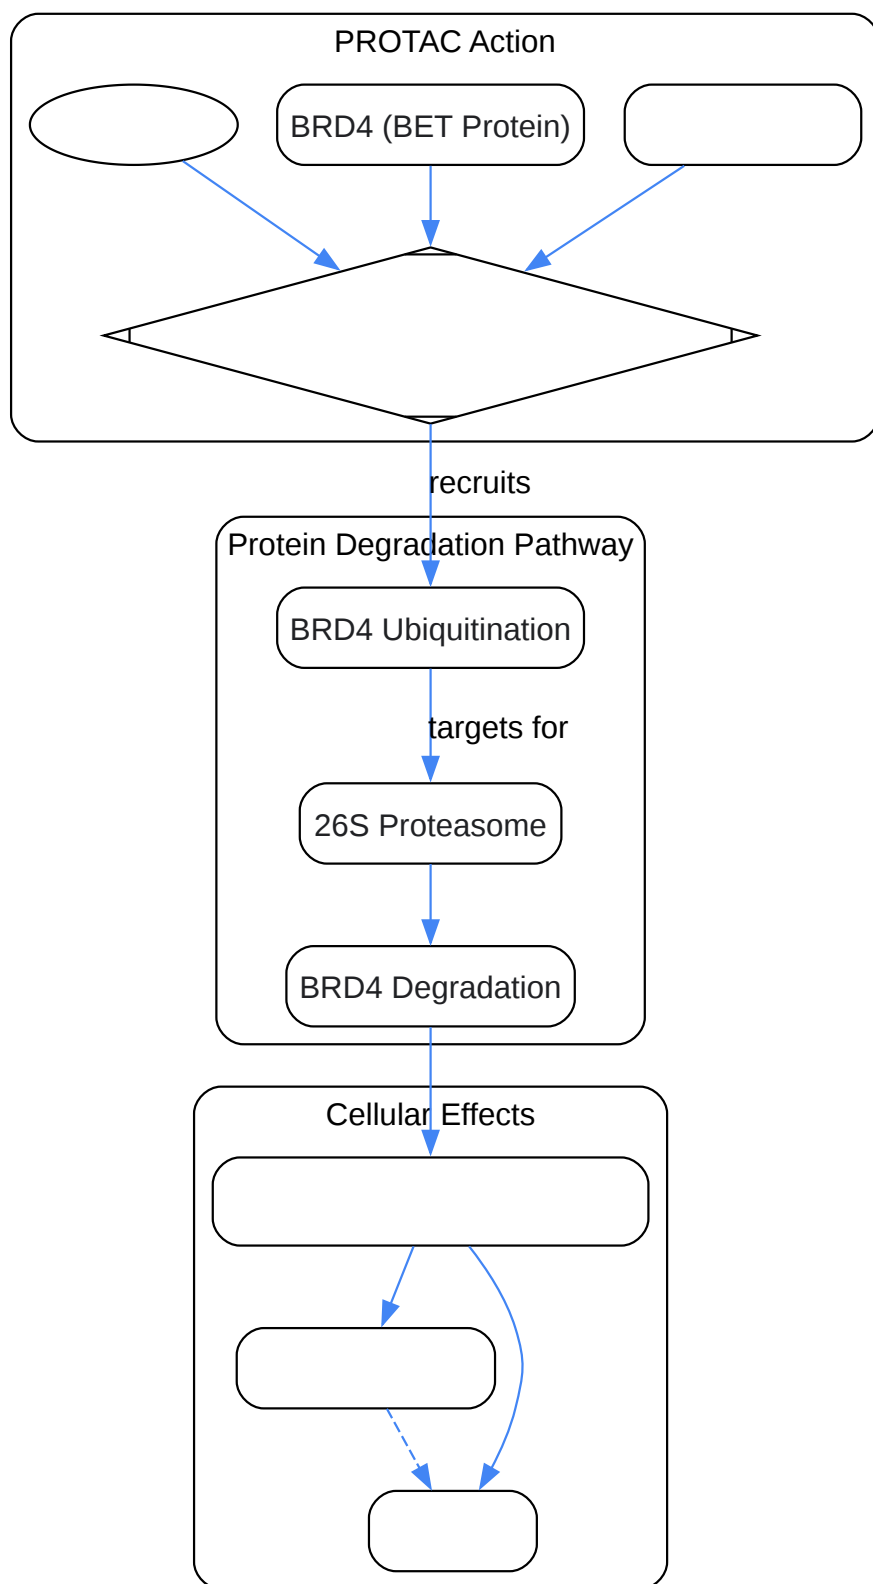 PROTAC Action
BRD4 (BET Protein)
recruits
Protein Degradation Pathway
BRD4 Ubiquitination
targets for
26S Proteasome
BRD4 Degradation
Cellular Effects